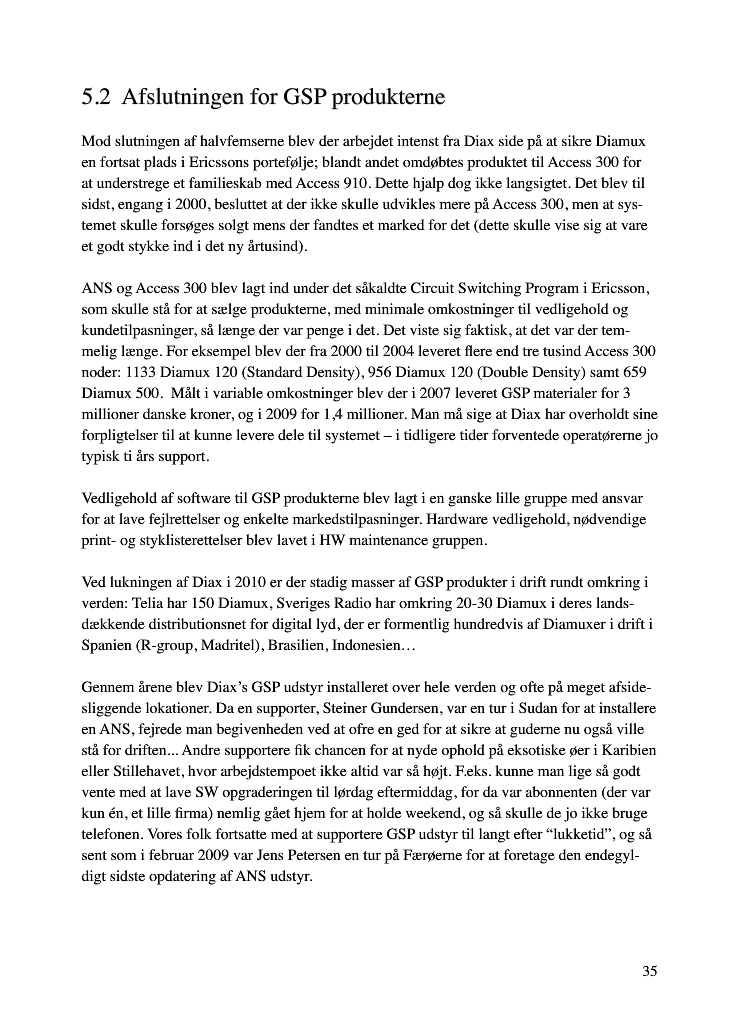 5.2 Afslutningen for GSP produkterne
Mod slutningen af halvfemserne blev der arbejdet intenst fra Diax side på at sikre Diamux
en fortsat plads i Ericssons portefølje; blandt andet omdøbtes produktet til Access 300 for
at understrege et familieskab med Access 910. Dette hjalp dog ikke langsigtet. Det blev til
sidst, engang i 2000, besluttet at der ikke skulle udvikles mere på Access 300, men at sys-
temet skulle forsøges solgt mens der fandtes et marked for det (dette skulle vise sig at vare
et godt stykke ind i det ny årtusind).
ANS og Access 300 blev lagt ind under det såkaldte Circuit Switching Program i Ericsson,
som skulle stå for at sælge produkterne, med minimale omkostninger til vedligehold og
kundetilpasninger, så længe der var penge i det. Det viste sig faktisk, at det var der tem-
melig længe. For eksempel blev der fra 2000 til 2004 leveret flere end tre tusind Access 300
noder: 1133 Diamux 120 (Standard Density), 956 Diamux 120 (Double Density) samt 659
Diamux 500.  Målt i variable omkostninger blev der i 2007 leveret GSP materialer for 3
millioner danske kroner, og i 2009 for 1,4 millioner. Man må sige at Diax har overholdt sine
forpligtelser til at kunne levere dele til systemet – i tidligere tider forventede operatørerne jo
typisk ti års support.
Vedligehold af software til GSP produkterne blev lagt i en ganske lille gruppe med ansvar
for at lave fejlrettelser og enkelte markedstilpasninger. Hardware vedligehold, nødvendige
print- og styklisterettelser blev lavet i HW maintenance gruppen.
Ved lukningen af Diax i 2010 er der stadig masser af GSP produkter i drift rundt omkring i
verden: Telia har 150 Diamux, Sveriges Radio har omkring 20-30 Diamux i deres lands-
dækkende distributionsnet for digital lyd, der er formentlig hundredvis af Diamuxer i drift i
Spanien (R-group, Madritel), Brasilien, Indonesien…
Gennem årene blev Diax’s GSP udstyr installeret over hele verden og ofte på meget afside-
sliggende lokationer. Da en supporter, Steiner Gundersen, var en tur i Sudan for at installere
en ANS, fejrede man begivenheden ved at ofre en ged for at sikre at guderne nu også ville
stå for driften... Andre supportere fik chancen for at nyde ophold på eksotiske øer i Karibien
eller Stillehavet, hvor arbejdstempoet ikke altid var så højt. F.eks. kunne man lige så godt
vente med at lave SW opgraderingen til lørdag eftermiddag, for da var abonnenten (der var
kun én, et lille firma) nemlig gået hjem for at holde weekend, og så skulle de jo ikke bruge
telefonen. Vores folk fortsatte med at supportere GSP udstyr til langt efter “lukketid”, og så
sent som i februar 2009 var Jens Petersen en tur på Færøerne for at foretage den endegyl-
digt sidste opdatering af ANS udstyr.
35